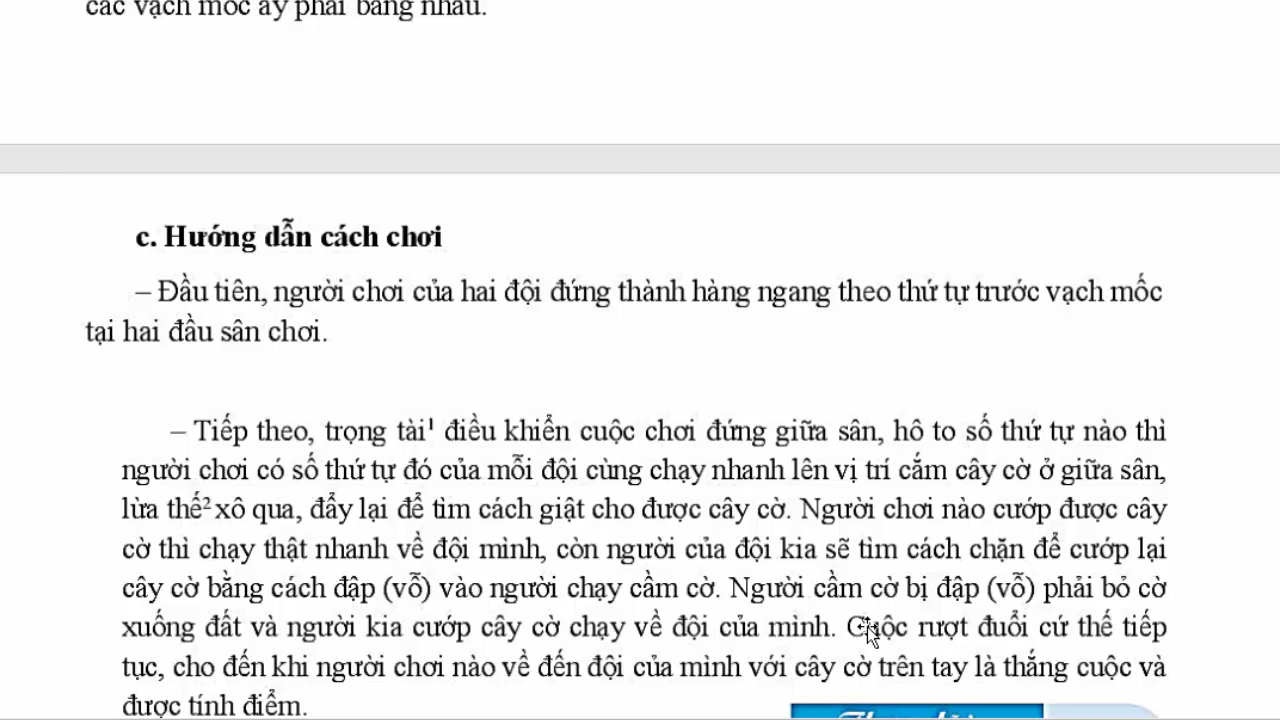 các vạch mốc ấy phải bằng nhau.
c. Hướng dẫn cách chơi
– Đầu tiên, người chơi của hai đội đứng thành hàng ngang theo thứ tự trước vạch mốc
tại hai đầu sân chơi.
– Tiếp theo, trọng tài¹ điều khiển cuộc chơi đứng giữa sân, hô to số thứ tự nào thì
người chơi có số thứ tự đó của mỗi đội cùng chạy nhanh lên vị trí cắm cây cờ ở giữa sân,
lừa thế² xô qua, đẩy lại để tìm cách giật cho được cây cờ. Người chơi nào cướp được cây
cờ thì chạy thật nhanh về đội mình, còn người của đội kia sẽ tìm cách chặn để cướp lại
cây cờ bằng cách đập (vỗ) vào người chạy cầm cờ. Người cầm cờ bị đập (vỗ) phải bỏ cờ
xuống đất và người kia cướp cây cờ chạy về đội của mình. Cuộc rượt đuổi cứ thế tiếp
tục, cho đến khi người chơi nào về đến đội của mình với cây cờ trên tay là thắng cuộc và
được tính điểm.